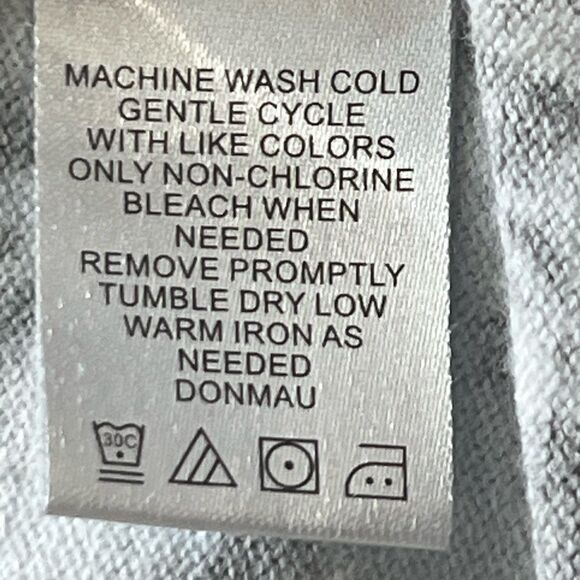 MACHINE WASH COLD
GENTLE CYCLE
WITH LIKE COLORS
ONLY NON-CHLORINE
BLEACH WHEN
NEEDED
REMOVE PROMPTLY
TUMBLE DRY LOW
WARM IRON AS
NEEDED
DONMAU
30C